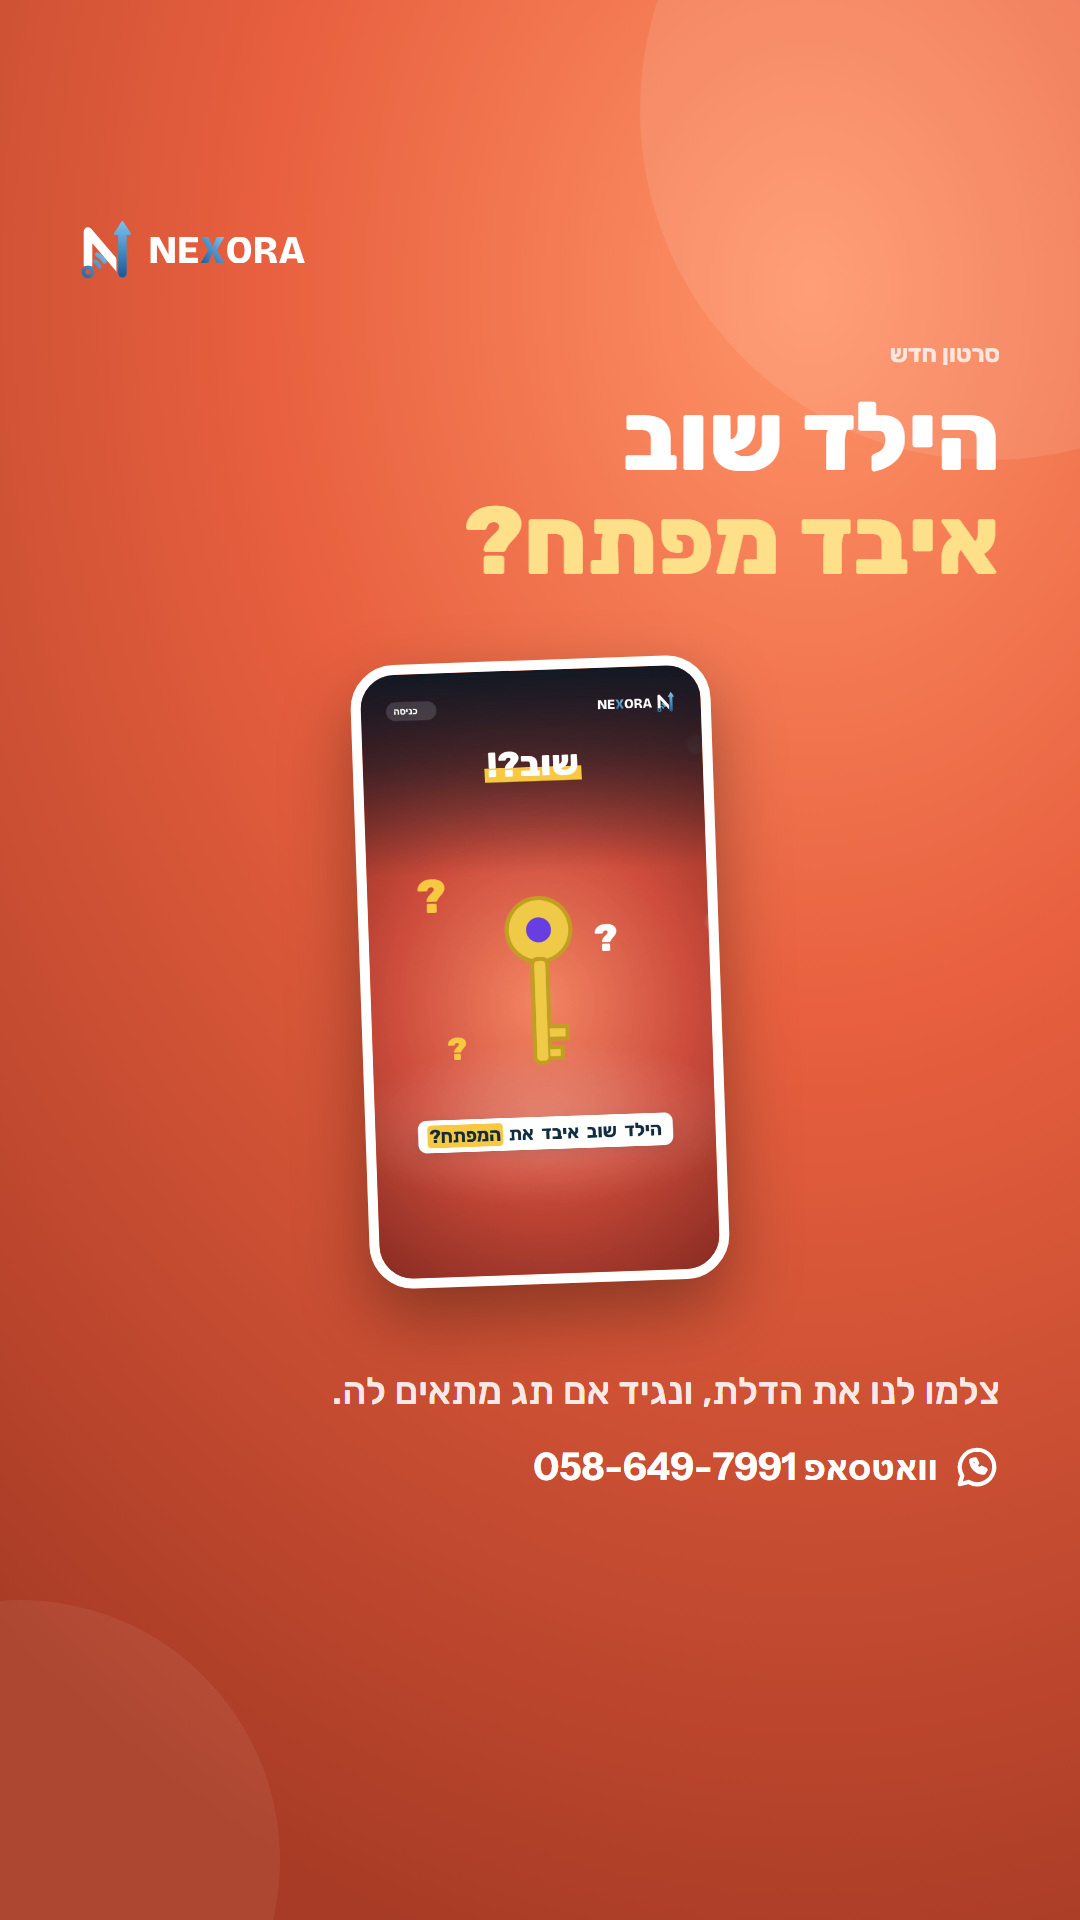 NEXORA
סרטון חדש
הילד שוב
איבד מפתח?
NEXORA
כניסה
שוב?!
?
?
?
הילד שוב איבד את המפתח?
צלמו לנו את הדלת, ונגיד אם תג מתאים לה.
וואטסאפ 058-649-7991